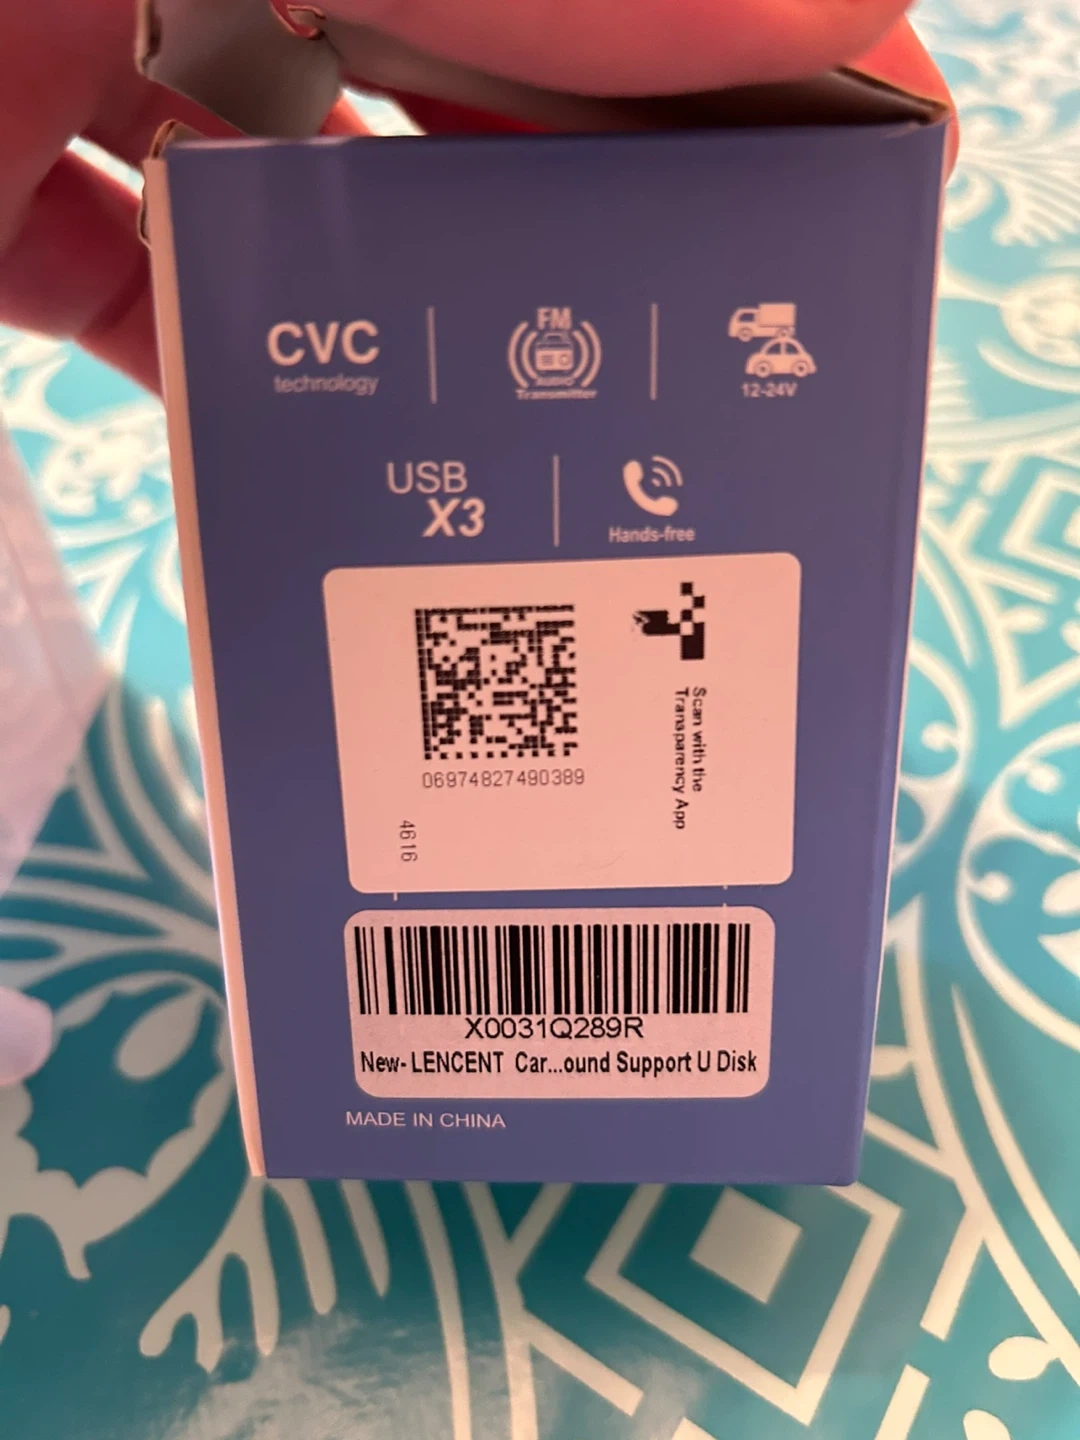 CVC
technology
FM
AUDIO
Transmitter
12-24V
USB
X3
Hands-free
06974827490389
4616
Scan with the
Transparency App
X0031Q289R
New- LENCENT Car...ound Support U Disk
MADE IN CHINA